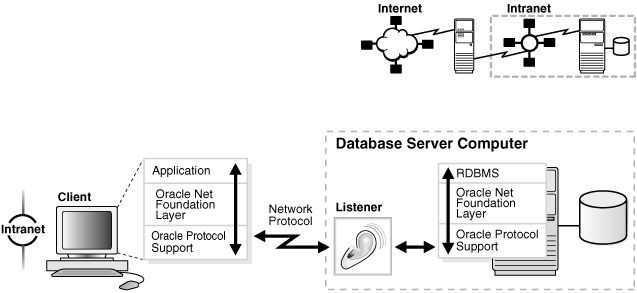 Internet
Intranet
Database Server Computer
Client
Intranet
Application
Oracle Net
Foundation
Layer
Oracle Protocol
Support
Network
Protocol
Listener
RDBMS
Oracle Net
Foundation
Layer
Oracle Protocol
Support